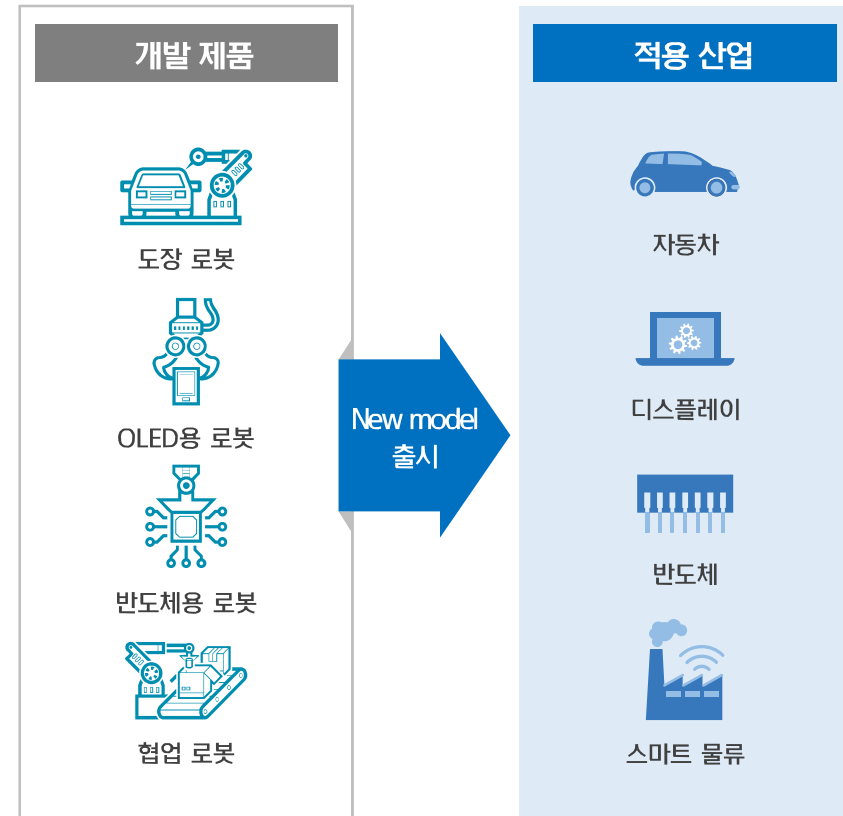 개발 제품
도장 로봇
OLED용 로봇
반도체용 로봇
협업 로봇
New model
출시
적용 산업
자동차
디스플레이
반도체
스마트 물류